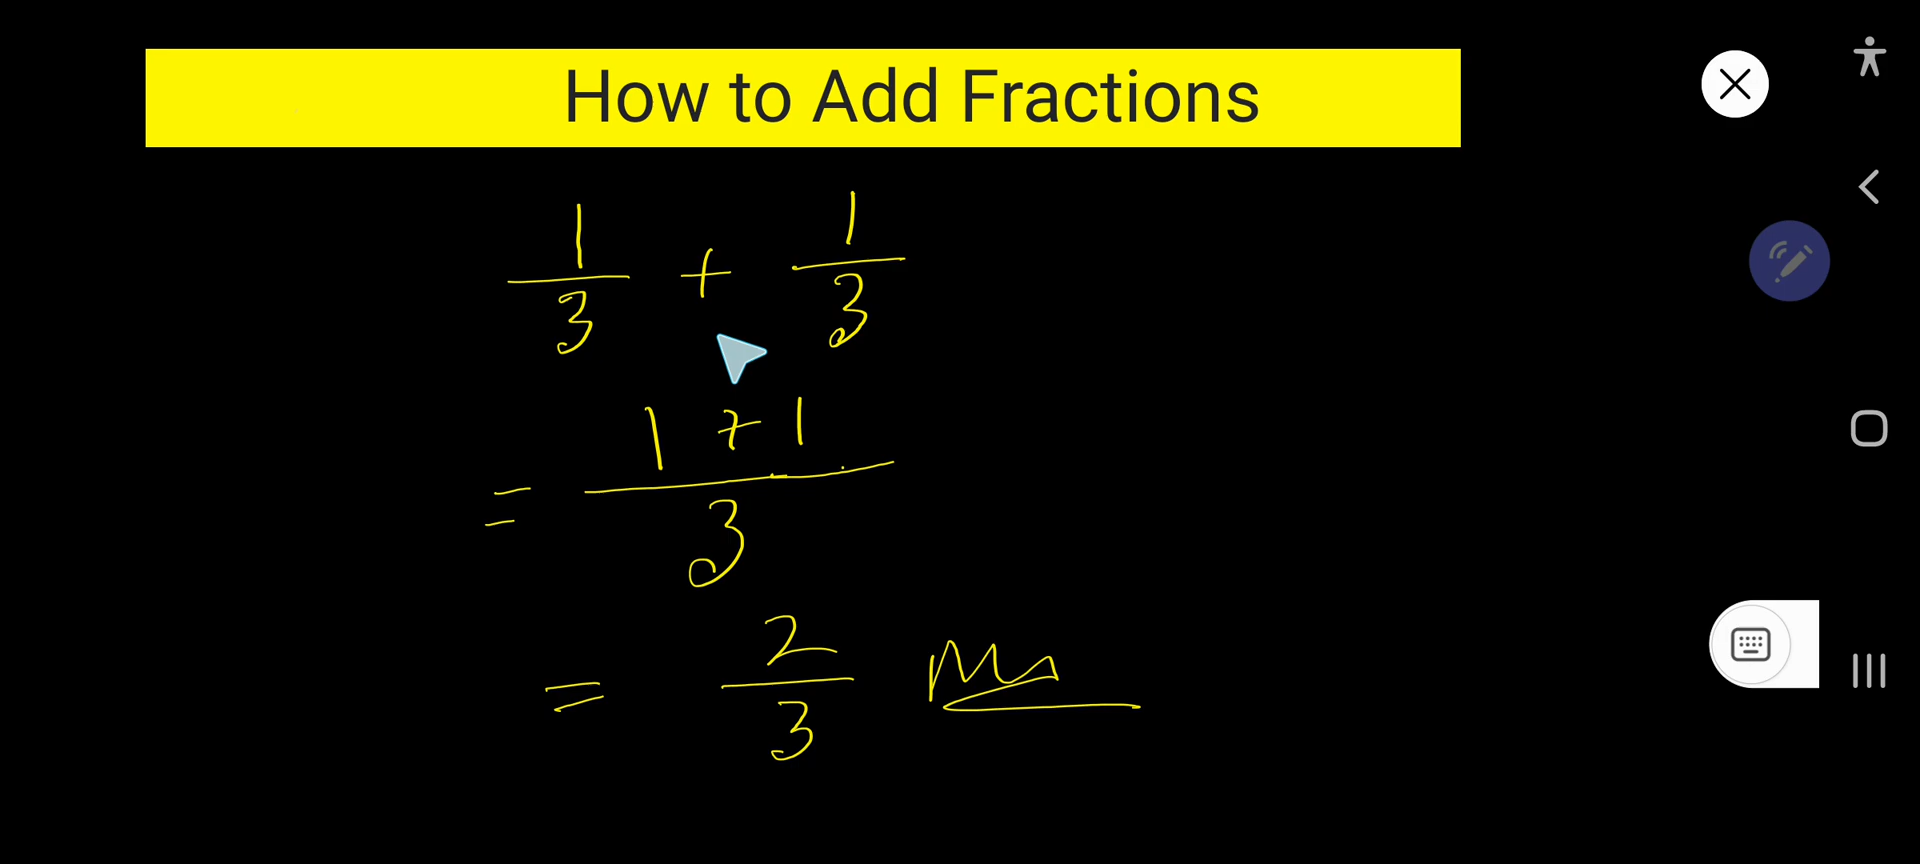 How to Add Fractions
1/3 + 1/3
= 1 + 1 / 3
= 2/3